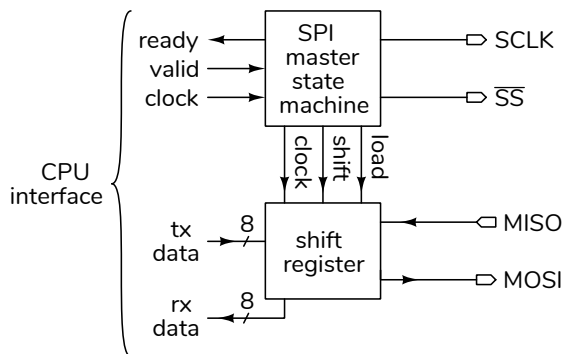 ready
valid
clock
SPI
master
state
machine
SCLK
S̅S̅
clock
shift
load
CPU
interface
tx
data
8
shift
register
MISO
MOSI
rx
data
8